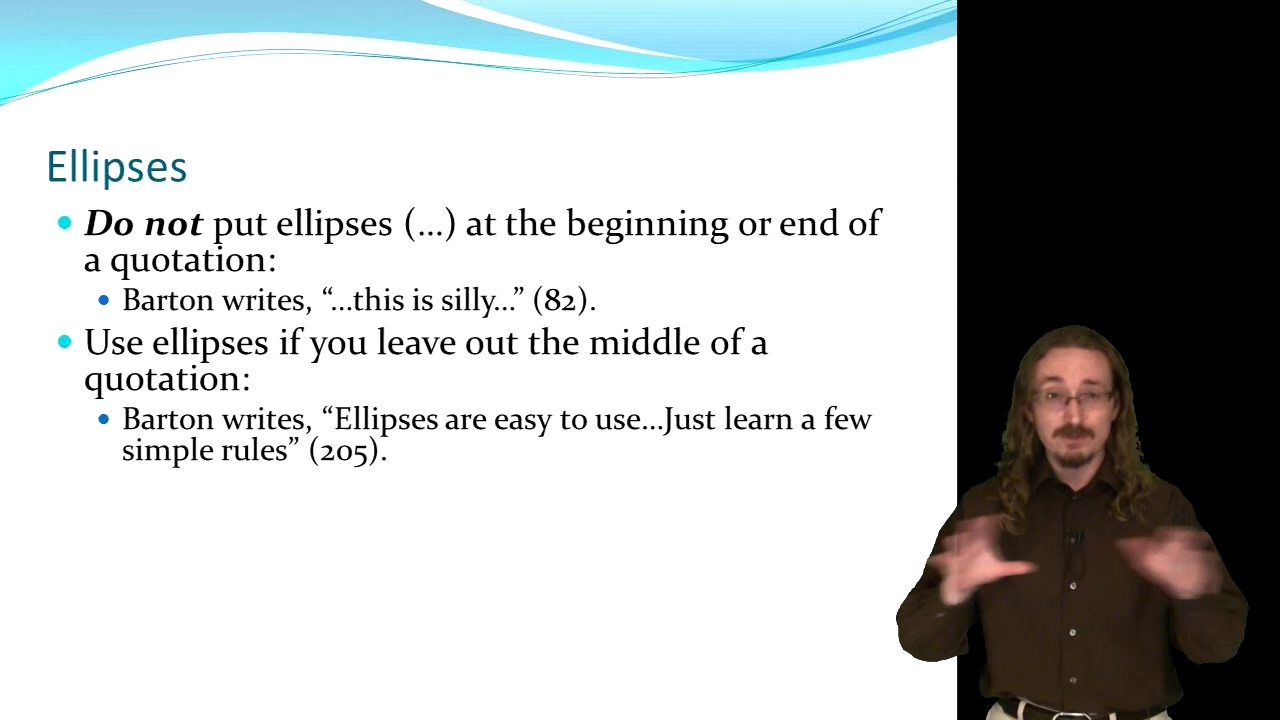 Ellipses
Do not put ellipses (…) at the beginning or end of
a quotation:
Barton writes, “…this is silly…” (82).
Use ellipses if you leave out the middle of a
quotation:
Barton writes, “Ellipses are easy to use…Just learn a few
simple rules” (205).